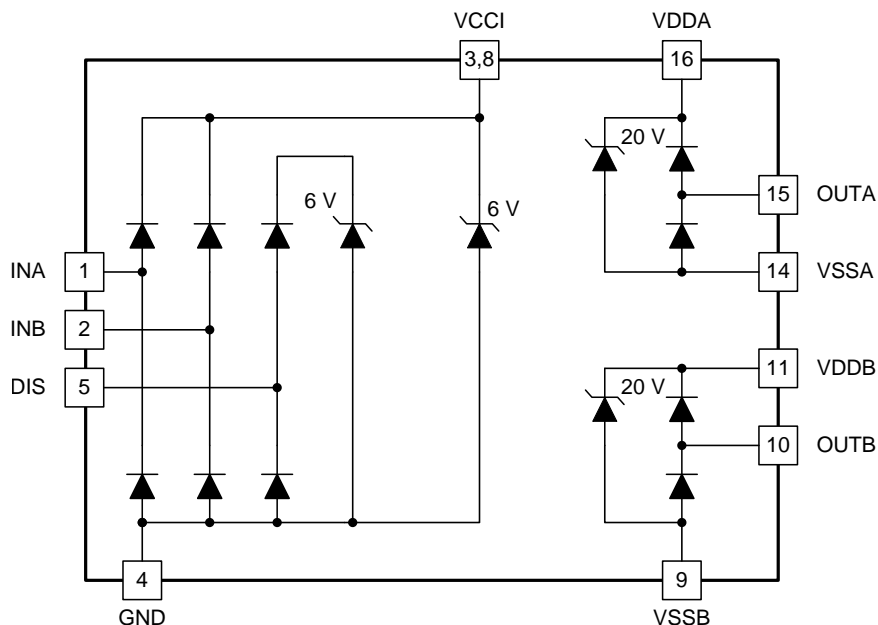 VCCI
VDDA
3,8
16
20 V
6 V
6 V
15
OUTA
INA
1
14
VSSA
INB
2
DIS
5
20 V
11
VDDB
10
OUTB
4
9
GND
VSSB